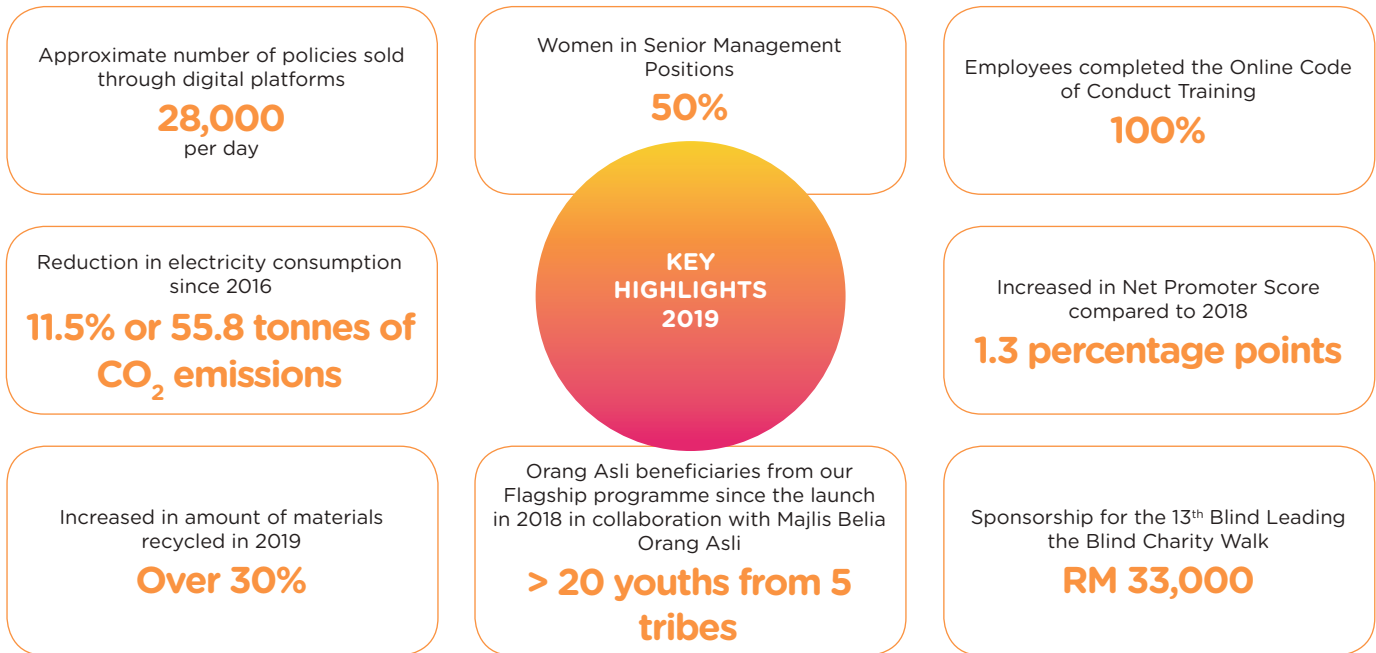 Approximate number of policies sold
through digital platforms
28,000
per day
Women in Senior Management
Positions
50%
Employees completed the Online Code
of Conduct Training
100%
Reduction in electricity consumption
since 2016
11.5% or 55.8 tonnes of
CO₂ emissions
KEY
HIGHLIGHTS
2019
Increased in Net Promoter Score
compared to 2018
1.3 percentage points
Increased in amount of materials
recycled in 2019
Over 30%
Orang Asli beneficiaries from our
Flagship programme since the launch
in 2018 in collaboration with Majlis Belia
Orang Asli
> 20 youths from 5
tribes
Sponsorship for the 13th Blind Leading
the Blind Charity Walk
RM 33,000